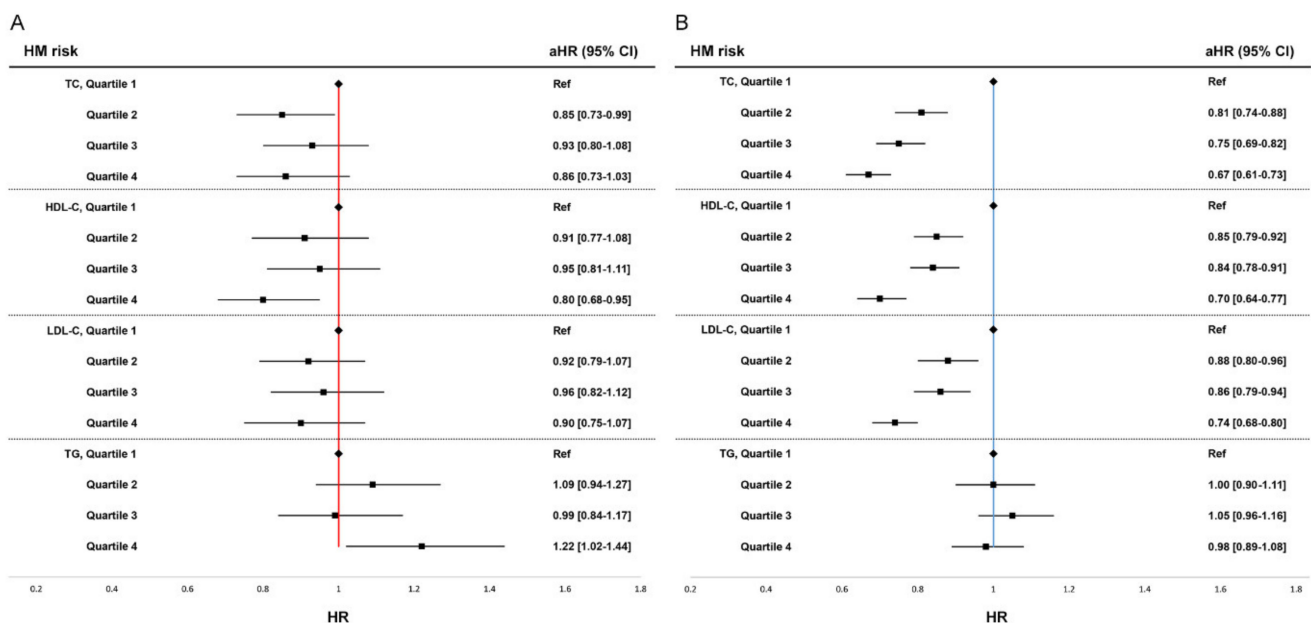 A
HM risk aHR (95% CI)
TC, Quartile 1 Ref
Quartile 2 0.85 [0.73-0.99]
Quartile 3 0.93 [0.80-1.08]
Quartile 4 0.86 [0.73-1.03]
HDL-C, Quartile 1 Ref
Quartile 2 0.91 [0.77-1.08]
Quartile 3 0.95 [0.81-1.11]
Quartile 4 0.80 [0.68-0.95]
LDL-C, Quartile 1 Ref
Quartile 2 0.92 [0.79-1.07]
Quartile 3 0.96 [0.82-1.12]
Quartile 4 0.90 [0.75-1.07]
TG, Quartile 1 Ref
Quartile 2 1.09 [0.94-1.27]
Quartile 3 0.99 [0.84-1.17]
Quartile 4 1.22 [1.02-1.44]
0.2 0.4 0.6 0.8 1 1.2 1.4 1.6 1.8
HR
B
HM risk aHR (95% CI)
TC, Quartile 1 Ref
Quartile 2 0.81 [0.74-0.88]
Quartile 3 0.75 [0.69-0.82]
Quartile 4 0.67 [0.61-0.73]
HDL-C, Quartile 1 Ref
Quartile 2 0.85 [0.79-0.92]
Quartile 3 0.84 [0.78-0.91]
Quartile 4 0.70 [0.64-0.77]
LDL-C, Quartile 1 Ref
Quartile 2 0.88 [0.80-0.96]
Quartile 3 0.86 [0.79-0.94]
Quartile 4 0.74 [0.68-0.80]
TG, Quartile 1 Ref
Quartile 2 1.00 [0.90-1.11]
Quartile 3 1.05 [0.96-1.16]
Quartile 4 0.98 [0.89-1.08]
0.2 0.4 0.6 0.8 1 1.2 1.4 1.6 1.8
HR